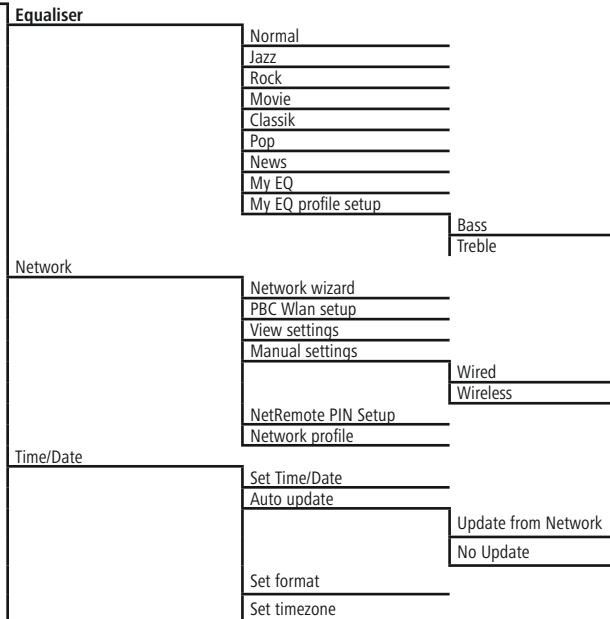 Equaliser
Normal
Jazz
Rock
Movie
Classik
Pop
News
My EQ
My EQ profile setup
Bass
Treble
Network
Network wizard
PBC Wlan setup
View settings
Manual settings
Wired
Wireless
NetRemote PIN Setup
Network profile
Time/Date
Set Time/Date
Auto update
Update from Network
No Update
Set format
Set timezone